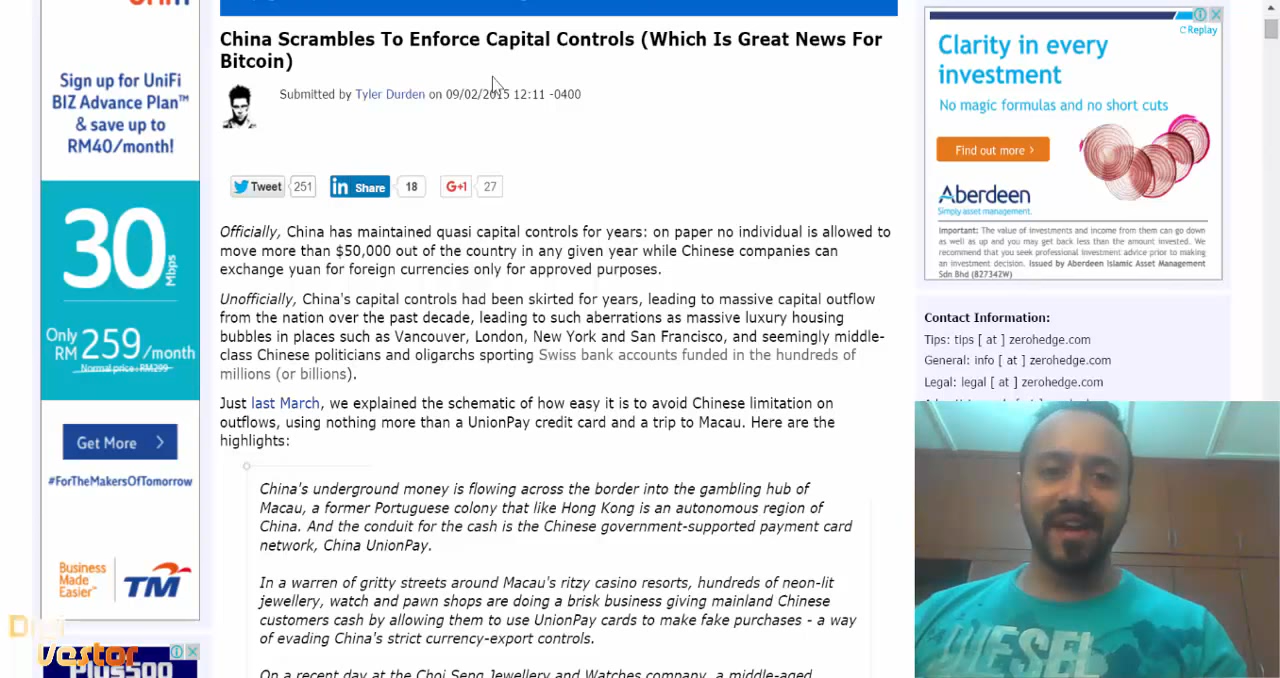 Sign up for UniFi
BIZ Advance Plan™
& save up to
RM40/month!
30 Mbps
Only
RM 259/month
Normal price: RM299
Get More >
#ForTheMakersOfTomorrow
Business
Made
Easier™
TM
Digi
Vestor
Plus500
China Scrambles To Enforce Capital Controls (Which Is Great News For
Bitcoin)
Submitted by Tyler Durden on 09/02/2015 12:11 -0400
Tweet 251
in Share 18
G+1 27
Officially, China has maintained quasi capital controls for years: on paper no individual is allowed to
move more than $50,000 out of the country in any given year while Chinese companies can
exchange yuan for foreign currencies only for approved purposes.
Unofficially, China's capital controls had been skirted for years, leading to massive capital outflow
from the nation over the past decade, leading to such aberrations as massive luxury housing
bubbles in places such as Vancouver, London, New York and San Francisco, and seemingly middle-
class Chinese politicians and oligarchs sporting Swiss bank accounts funded in the hundreds of
millions (or billions).
Just last March, we explained the schematic of how easy it is to avoid Chinese limitation on
outflows, using nothing more than a UnionPay credit card and a trip to Macau. Here are the
highlights:
China's underground money is flowing across the border into the gambling hub of
Macau, a former Portuguese colony that like Hong Kong is an autonomous region of
China. And the conduit for the cash is the Chinese government-supported payment card
network, China UnionPay.
In a warren of gritty streets around Macau's ritzy casino resorts, hundreds of neon-lit
jewellery, watch and pawn shops are doing a brisk business giving mainland Chinese
customers cash by allowing them to use UnionPay cards to make fake purchases - a way
of evading China's strict currency-export controls.
On a recent day at the Choi Seng Jewellery and Watches company, a middle-aged
Replay
Clarity in every
investment
No magic formulas and no short cuts
Find out more >
Aberdeen
Simply asset management.
Important: The value of investments and income from them can go down
as well as up and you may get back less than the amount invested. We
recommend that you seek professional investment advice prior to making
an investment decision. Issued by Aberdeen Islamic Asset Management
Sdn Bhd (827342W)
Contact Information:
Tips: tips [ at ] zerohedge.com
General: info [ at ] zerohedge.com
Legal: legal [ at ] zerohedge.com
DIESEL